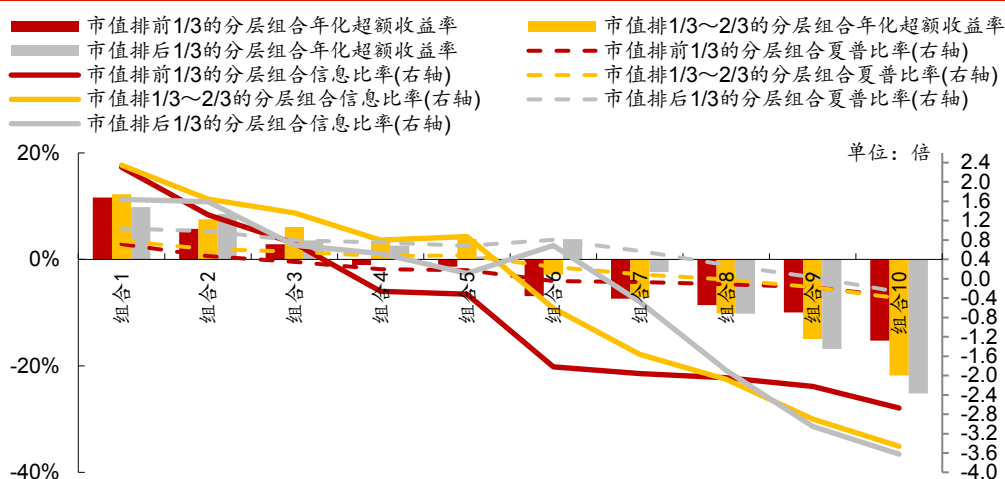 市值排前1/3的分层组合年化超额收益率
市值排1/3～2/3的分层组合年化超额收益率
市值排后1/3的分层组合年化超额收益率
市值排前1/3的分层组合夏普比率(右轴)
市值排前1/3的分层组合信息比率(右轴)
市值排1/3～2/3的分层组合夏普比率(右轴)
市值排1/3～2/3的分层组合信息比率(右轴)
市值排后1/3的分层组合夏普比率(右轴)
市值排后1/3的分层组合信息比率(右轴)
单位：倍
20%
0%
-20%
-40%
2.4
2.0
1.6
1.2
0.8
0.4
0.0
-0.4
-0.8
-1.2
-1.6
-2.0
-2.4
-2.8
-3.2
-3.6
-4.0
组合1
组合2
组合3
组合4
组合5
组合6
组合7
组合8
组合9
组合10